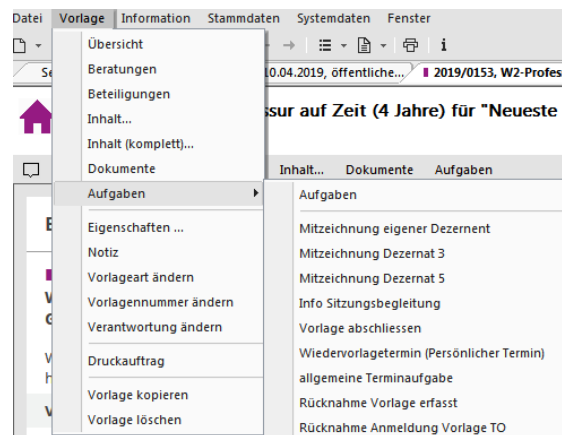 Datei Vorlage Information Stammdaten Systemdaten Fenster
Übersicht
Beratungen
10.04.2019, öffentliche... 2019/0153, W2-Profes
Beteiligungen
ssur auf Zeit (4 Jahre) für "Neueste
Inhalt...
Inhalt (komplett)...
Dokumente
Inhalt... Dokumente Aufgaben
Aufgaben
Aufgaben
Eigenschaften ...
Mitzeichnung eigener Dezernent
Notiz
Mitzeichnung Dezernat 3
Vorlageart ändern
Mitzeichnung Dezernat 5
Vorlagennummer ändern
Info Sitzungsbegleitung
Verantwortung ändern
Vorlage abschliessen
Druckauftrag
Wiedervorlagetermin (Persönlicher Termin)
allgemeine Terminaufgabe
Vorlage kopieren
Rücknahme Vorlage erfasst
Vorlage löschen
Rücknahme Anmeldung Vorlage TO